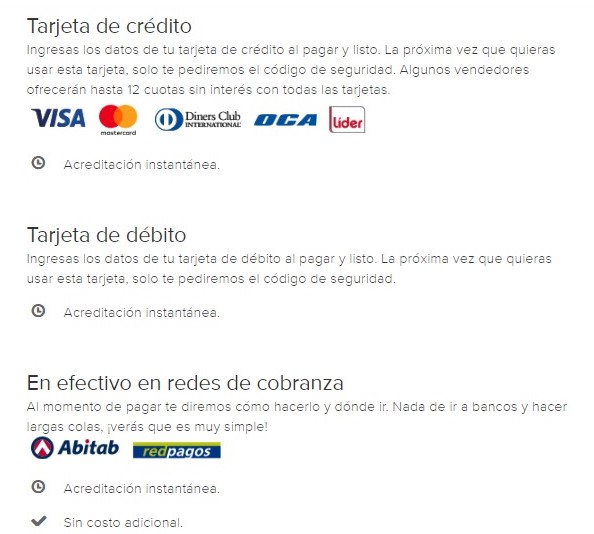 Tarjeta de crédito
Ingresas los datos de tu tarjeta de crédito al pagar y listo. La próxima vez que quieras
usar esta tarjeta, solo te pediremos el código de seguridad. Algunos vendedores
ofrecerán hasta 12 cuotas sin interés con todas las tarjetas.
VISA mastercard Diners Club INTERNATIONAL OCA lider
Acreditación instantánea.
Tarjeta de débito
Ingresas los datos de tu tarjeta de débito al pagar y listo. La próxima vez que quieras
usar esta tarjeta, solo te pediremos el código de seguridad.
Acreditación instantánea.
En efectivo en redes de cobranza
Al momento de pagar te diremos cómo hacerlo y dónde ir. Nada de ir a bancos y hacer
largas colas, ¡verás que es muy simple!
Abitab redpagos
Acreditación instantánea.
Sin costo adicional.